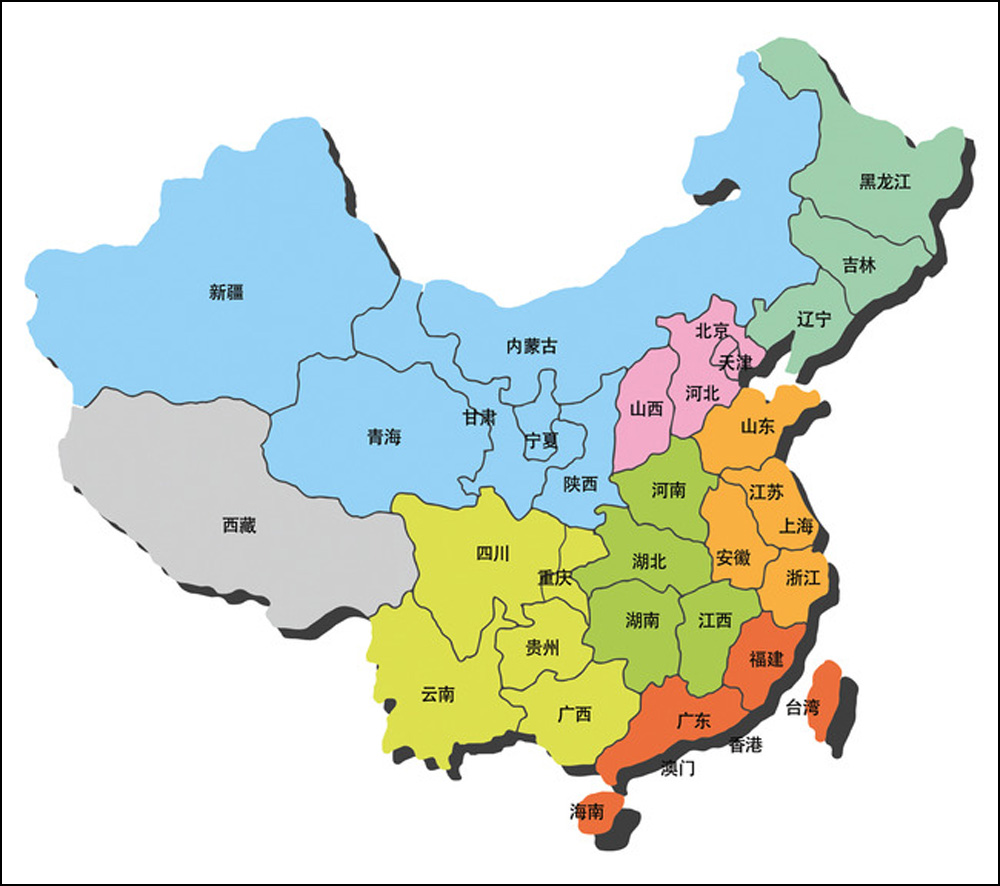 黑龙江
吉林
新疆
辽宁
北京
内蒙古
天津
河北
山西
甘肃
山东
青海
宁夏
陕西
河南
江苏
西藏
上海
四川
安徽
湖北
重庆
浙江
湖南
江西
贵州
福建
云南
台湾
广西
广东
香港
澳门
海南